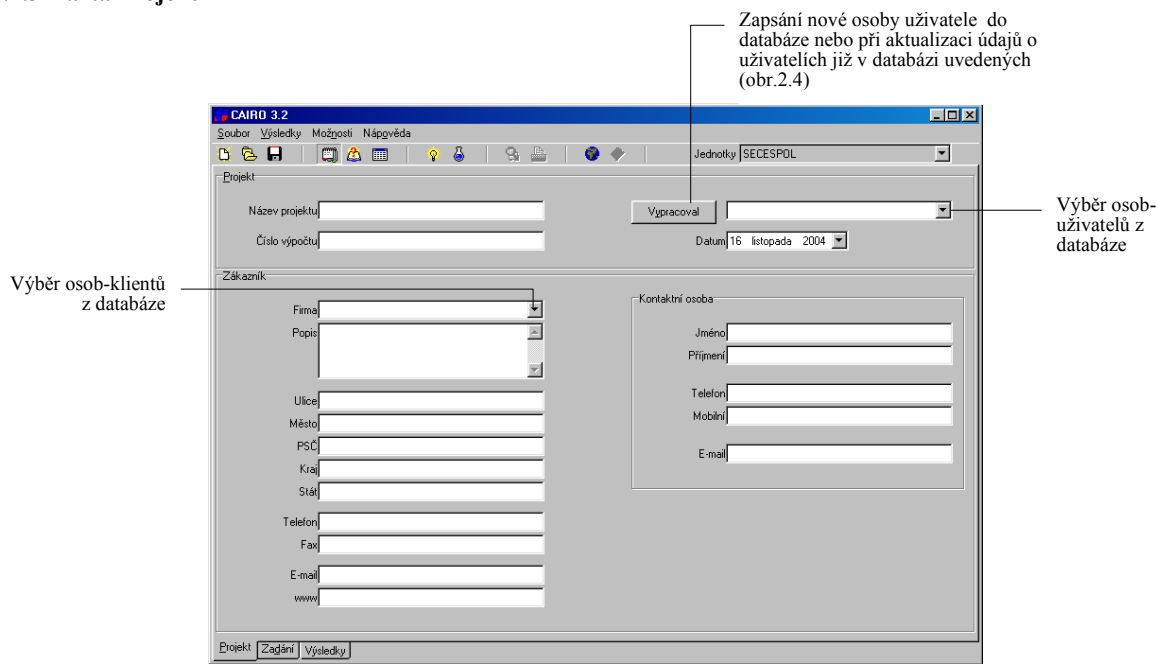 Zapsání nové osoby uživatele do
databáze nebo při aktualizaci údajů o
uživatelích již v databázi uvedených
(obr.2.4)
CAIRO 3.2
Soubor Výsledky Možnosti Nápověda
Jednotky SECESPOL
Projekt
Název projektu
Vypracoval
Číslo výpočtu
Datum 16 listopada 2004
Výběr osob-
uživatelů z
databáze
Výběr osob-klientů
z databáze
Zákazník
Firma
Popis
Ulice
Město
PSČ
Kraj
Stát
Telefon
Fax
E-mail
www
Kontaktní osoba
Jméno
Příjmení
Telefon
Mobilní
E-mail
Projekt Zadání Výsledky